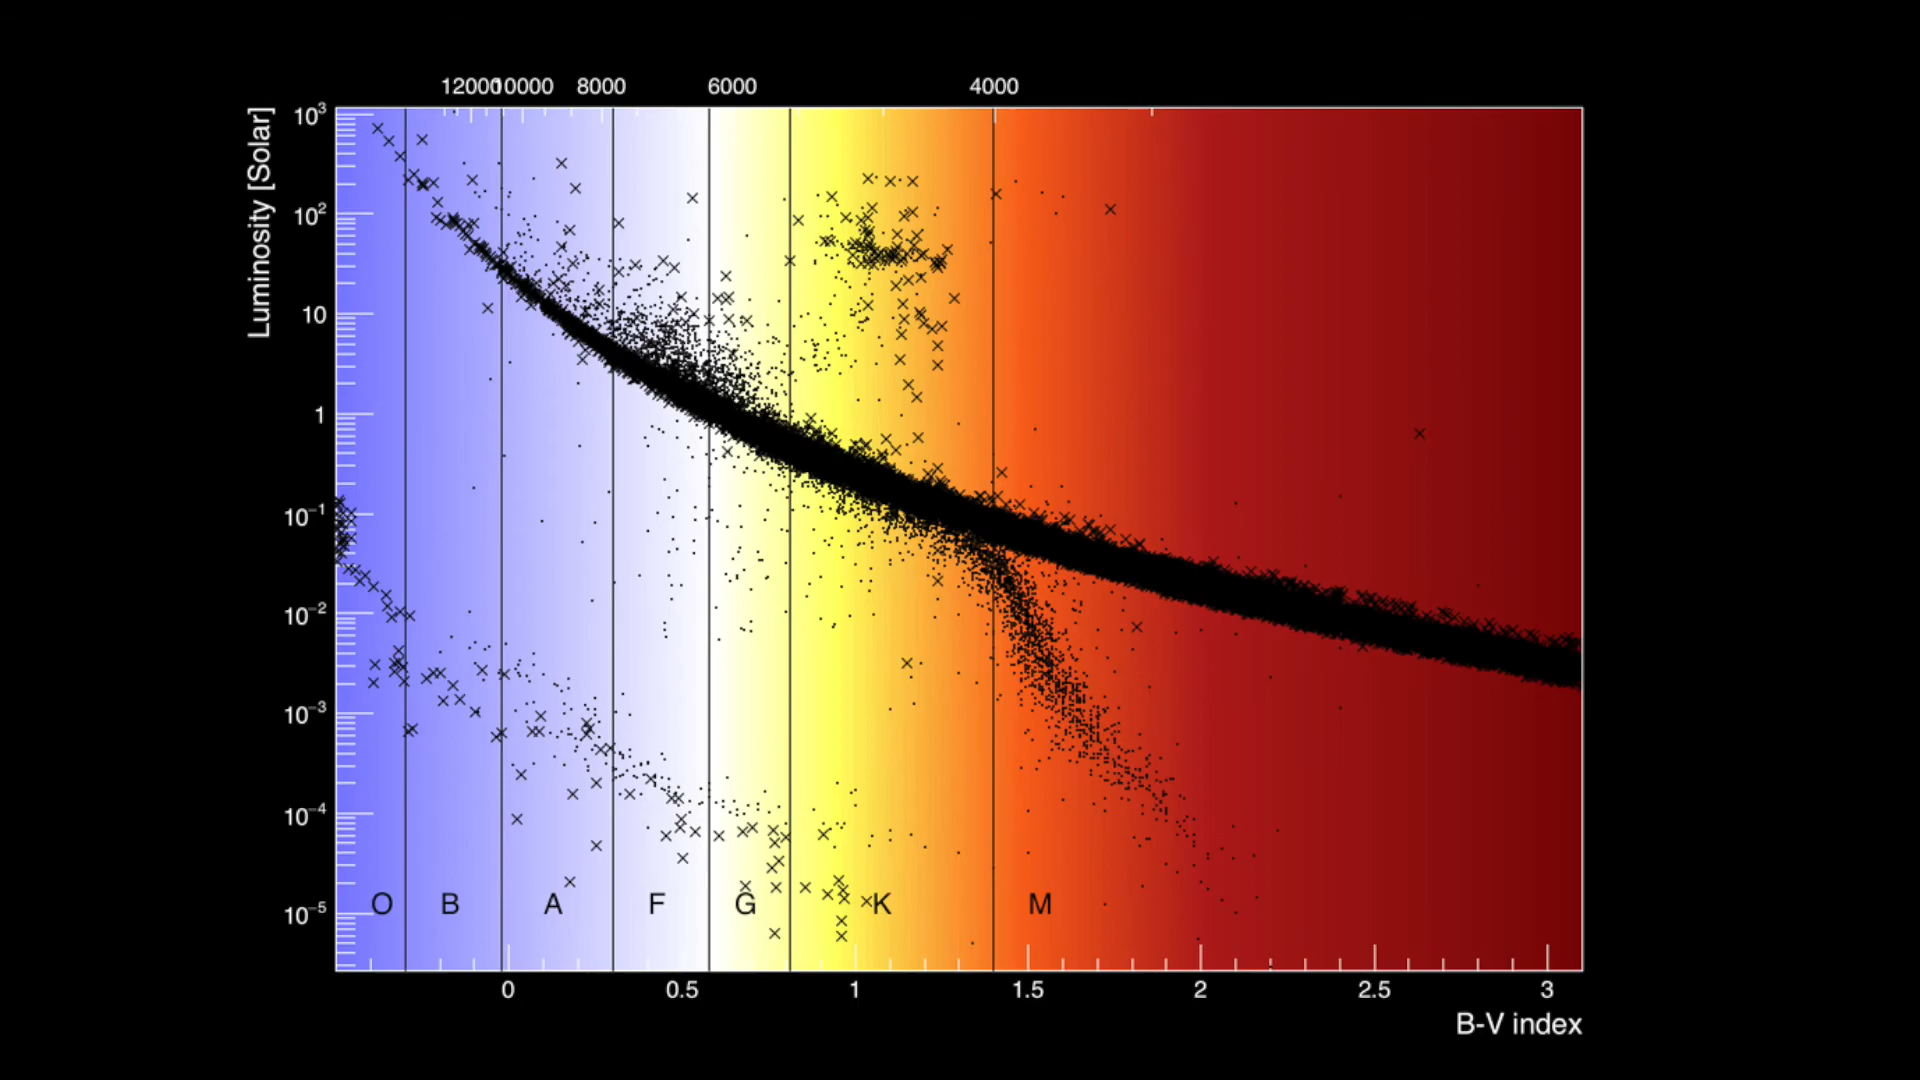 12000 10000 8000 6000 4000
Luminosity [Solar]
10³
10²
10
1
10⁻¹
10⁻²
10⁻³
10⁻⁴
10⁻⁵
O B A F G K M
0 0.5 1 1.5 2 2.5 3
B-V index